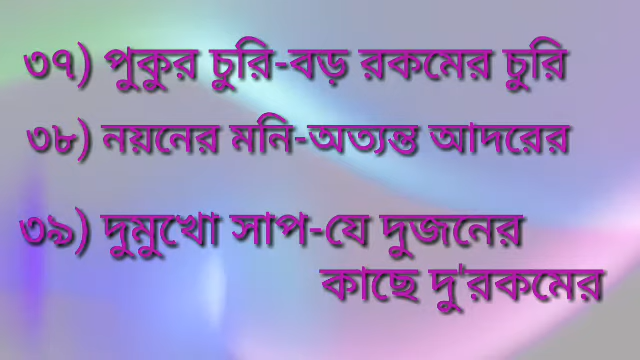 ৩৭) পুকুর চুরি-বড় রকমের চুরি
৩৮) নয়নের মনি-অত্যন্ত আদরের
৩৯) দুমুখো সাপ-যে দুজনের
কাছে দু'রকমের